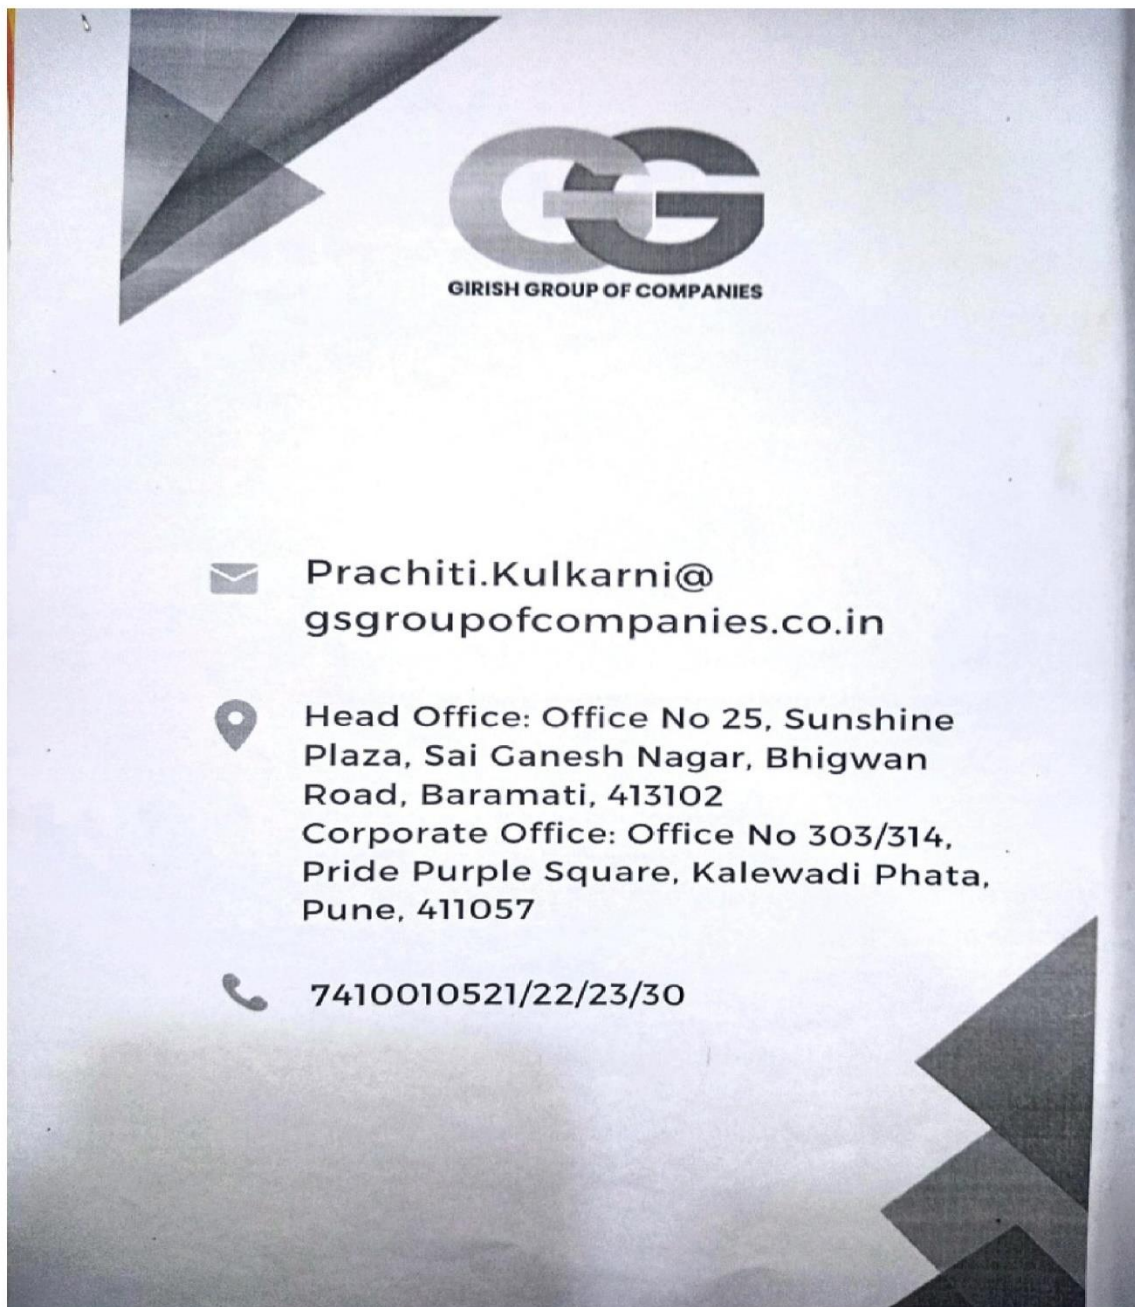 GG
GIRISH GROUP OF COMPANIES
Prachiti.Kulkarni@
gsgroupofcompanies.co.in
Head Office: Office No 25, Sunshine
Plaza, Sai Ganesh Nagar, Bhigwan
Road, Baramati, 413102
Corporate Office: Office No 303/314,
Pride Purple Square, Kalewadi Phata,
Pune, 411057
7410010521/22/23/30